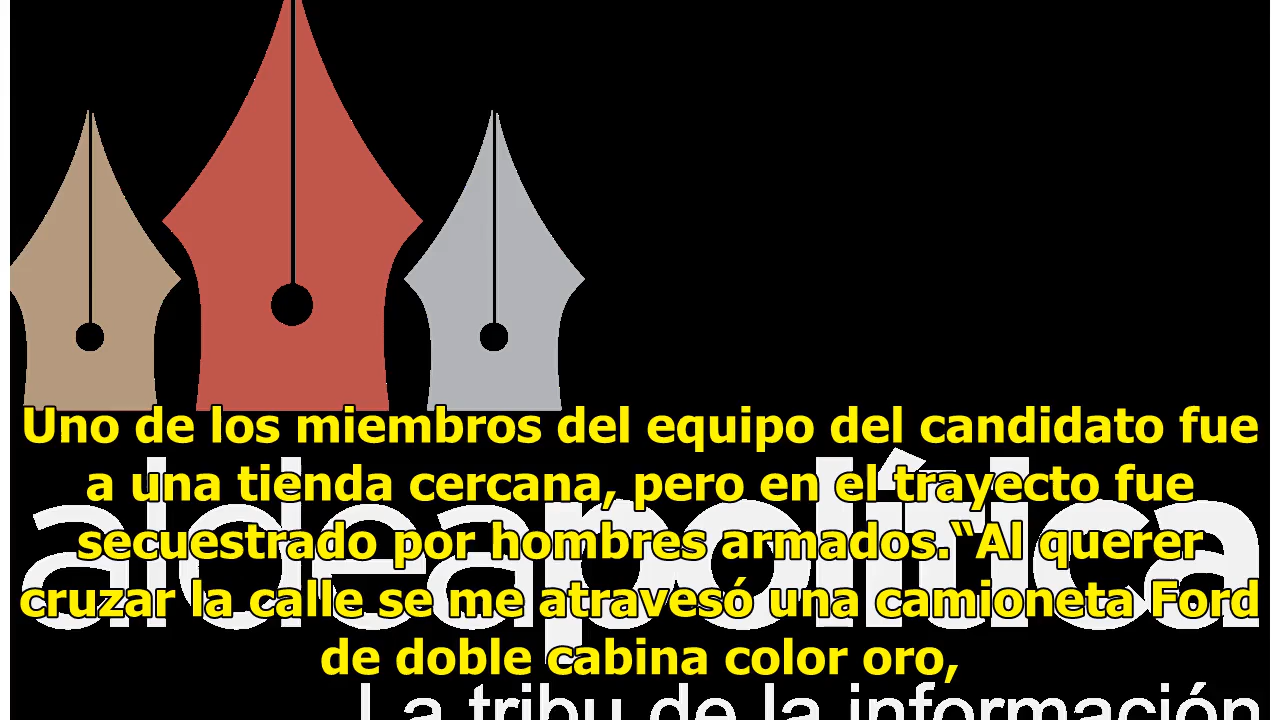 Uno de los miembros del equipo del candidato fue
a una tienda cercana, pero en el trayecto fue
secuestrado por hombres armados.“Al querer
cruzar la calle se me atravesó una camioneta Ford
de doble cabina color oro,
aldeapolítica
La tribu de la información